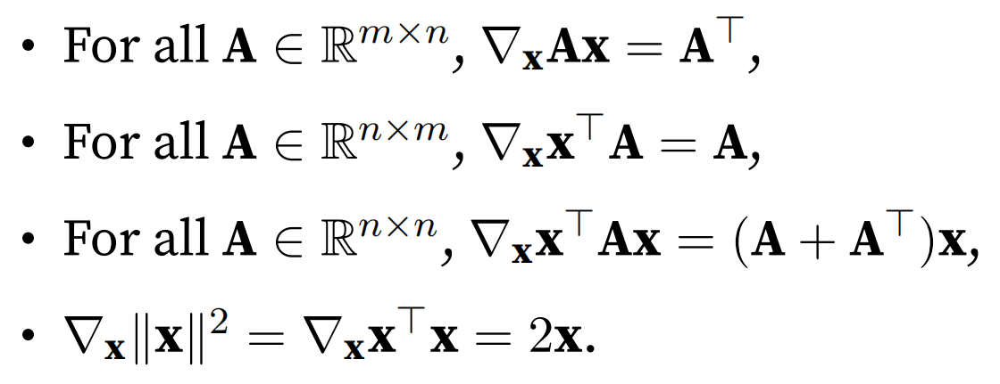 • For all $\mathbf{A} \in \mathbb{R}^{m \times n}$, $\nabla_{\mathbf{x}} \mathbf{A}\mathbf{x} = \mathbf{A}^\top$,
• For all $\mathbf{A} \in \mathbb{R}^{n \times m}$, $\nabla_{\mathbf{x}} \mathbf{x}^\top \mathbf{A} = \mathbf{A}$,
• For all $\mathbf{A} \in \mathbb{R}^{n \times n}$, $\nabla_{\mathbf{x}} \mathbf{x}^\top \mathbf{A}\mathbf{x} = (\mathbf{A} + \mathbf{A}^\top)\mathbf{x}$,
• $\nabla_{\mathbf{x}} \|\mathbf{x}\|^2 = \nabla_{\mathbf{x}} \mathbf{x}^\top \mathbf{x} = 2\mathbf{x}$.